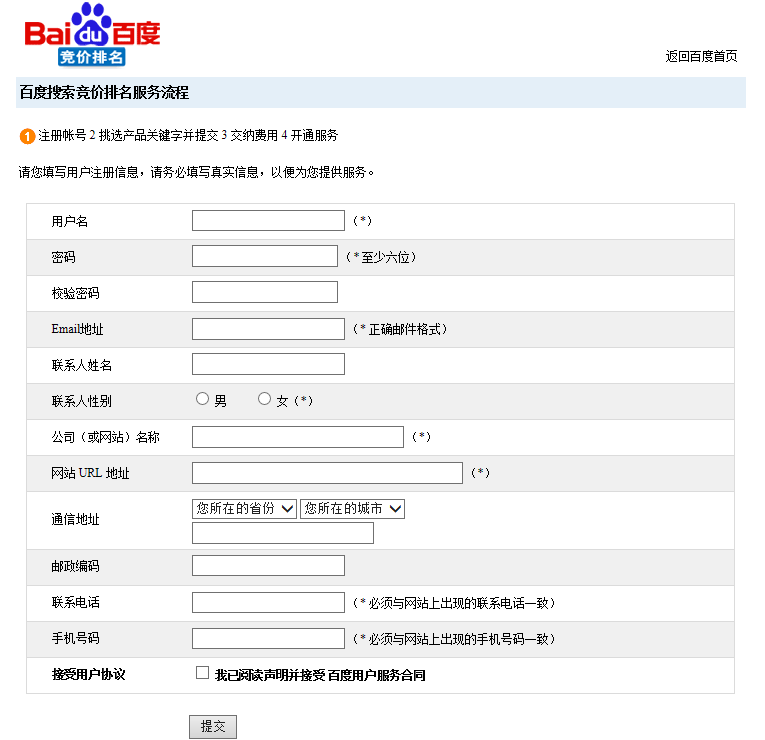 Bai du 百度
竞价排名
返回百度首页
百度搜索竞价排名服务流程
1 注册帐号 2 挑选产品关键字并提交 3 交纳费用 4 开通服务
请您填写用户注册信息，请务必填写真实信息，以便为您提供服务。
用户名 （*）
密码 （*至少六位）
校验密码
Email地址 （*正确邮件格式）
联系人姓名
联系人性别 男 女（*）
公司（或网站）名称 （*）
网站 URL 地址 （*）
您所在的省份 您所在的城市
通信地址
邮政编码
联系电话 （*必须与网站上出现的联系电话一致）
手机号码 （*必须与网站上出现的手机号码一致）
接受用户协议 我已阅读声明并接受 百度用户服务合同
提交